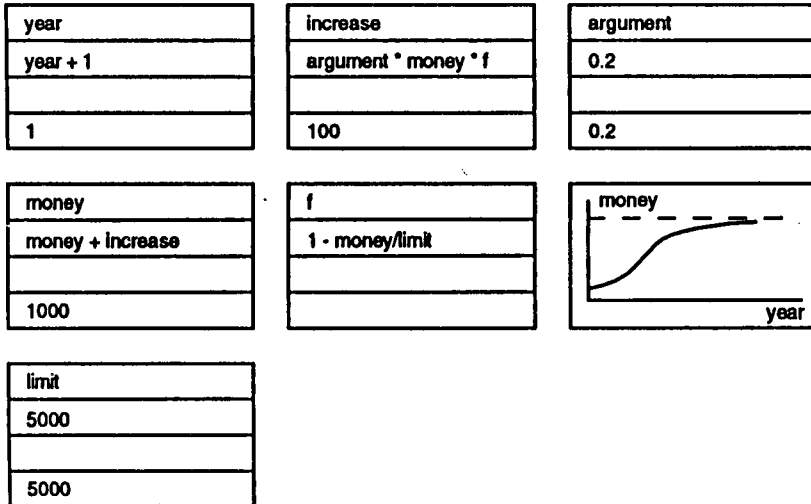 year
year + 1
1
increase
argument * money * f
100
argument
0.2
0.2
money
money + increase
1000
f
1 - money/limit
money
year
limit
5000
5000